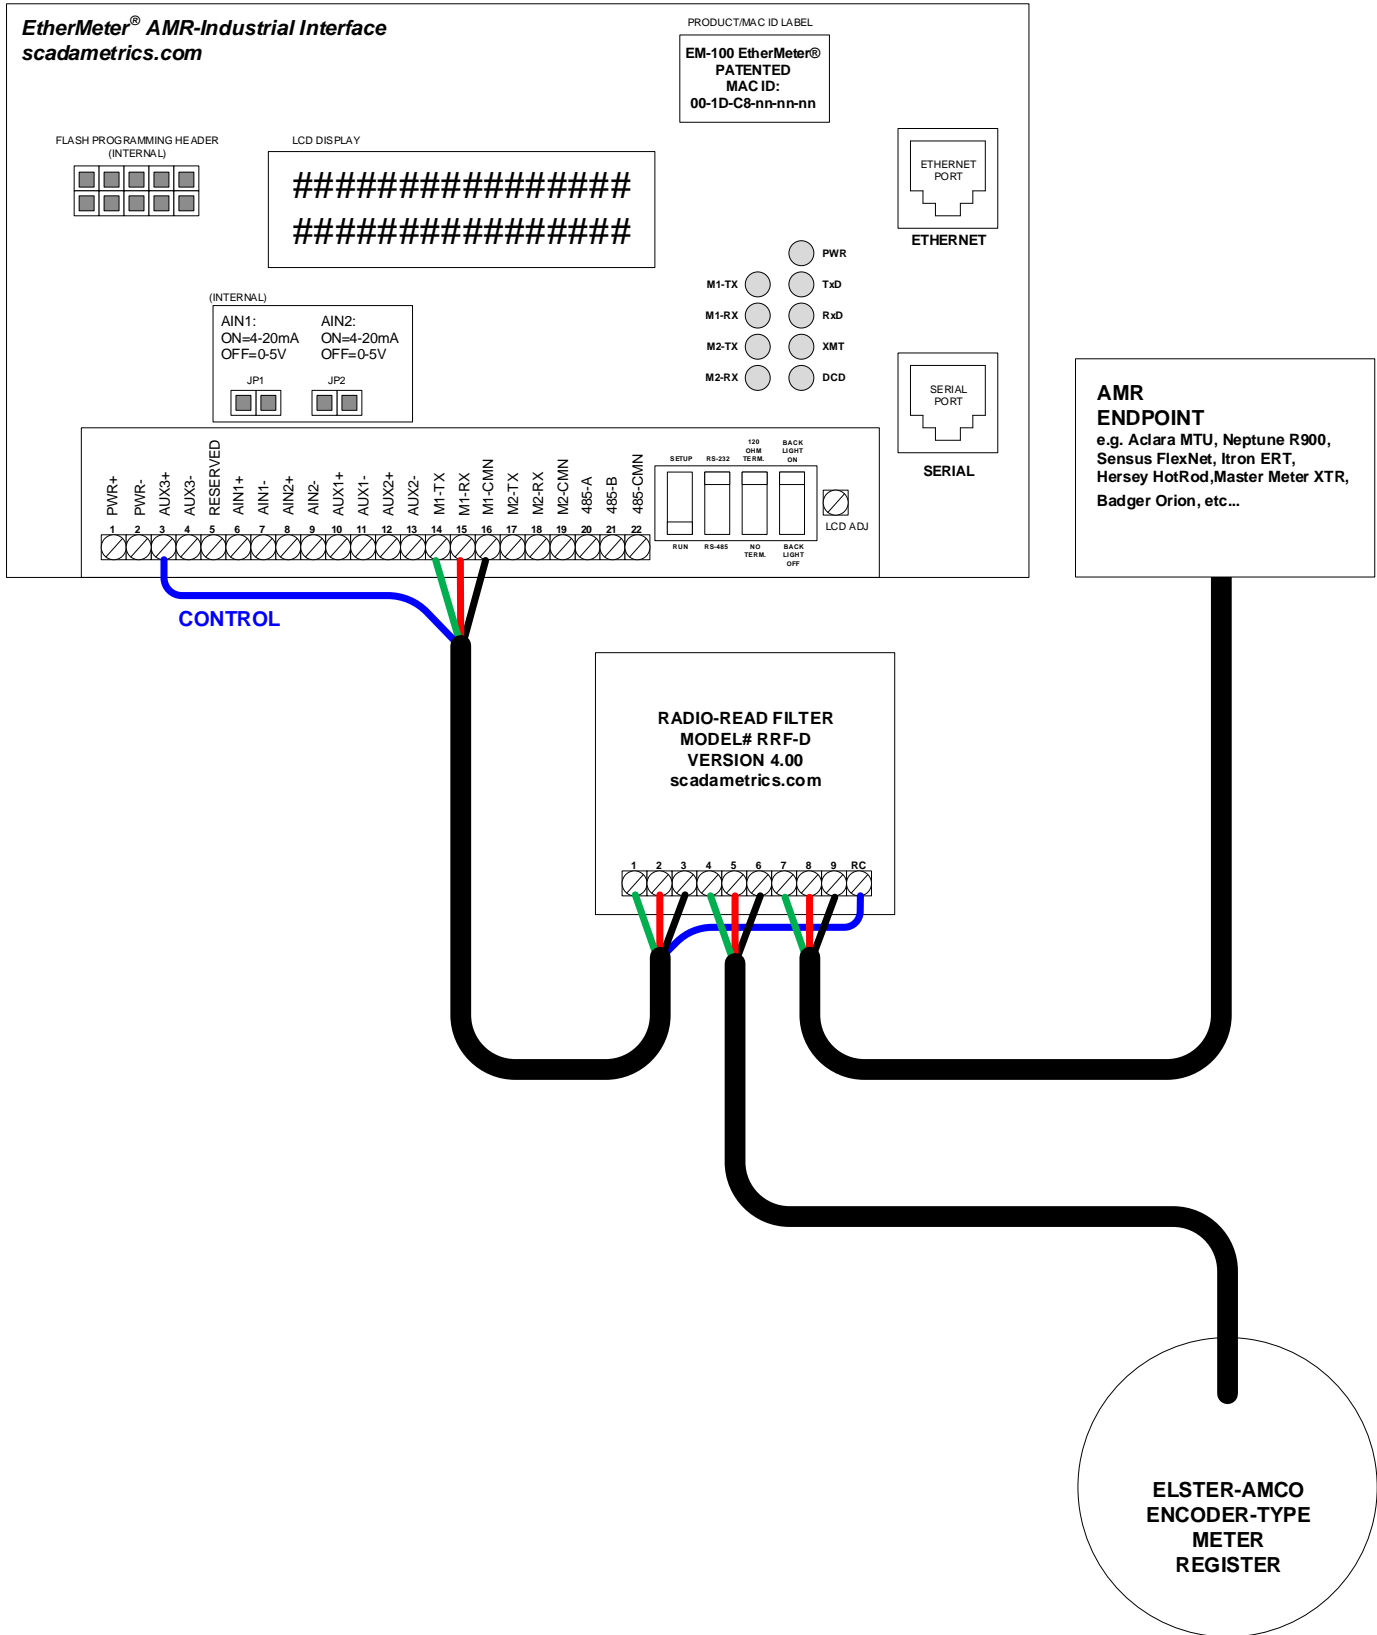 EtherMeter® AMR-Industrial Interface
scadametrics.com
PRODUCT/MAC ID LABEL
EM-100 EtherMeter®
PATENTED
MAC ID:
00-1D-C8-nn-nn-nn
FLASH PROGRAMMING HEADER
(INTERNAL)
LCD DISPLAY
################
################
ETHERNET
PORT
ETHERNET
PWR
M1-TX TxD
M1-RX RxD
M2-TX XMT
M2-RX DCD
(INTERNAL)
AIN1: AIN2:
ON=4-20mA ON=4-20mA
OFF=0-5V OFF=0-5V
JP1 JP2
SERIAL
PORT
SERIAL
PWR+ PWR- AUX3+ AUX3- RESERVED AIN1+ AIN1- AIN2+ AIN2- AUX1+ AUX1- AUX2+ AUX2- M1-TX M1-RX M1-CMN M2-TX M2-RX M2-CMN 485-A 485-B 485-CMN
1 2 3 4 5 6 7 8 9 10 11 12 13 14 15 16 17 18 19 20 21 22
SETUP
RS-232
120
OHM
TERM.
BACK
LIGHT
ON
RUN
RS-485
NO
TERM.
BACK
LIGHT
OFF
LCD ADJ
AMR
ENDPOINT
e.g. Aclara MTU, Neptune R900,
Sensus FlexNet, Itron ERT,
Hersey HotRod,Master Meter XTR,
Badger Orion, etc...
CONTROL
RADIO-READ FILTER
MODEL# RRF-D
VERSION 4.00
scadametrics.com
1 2 3 4 5 6 7 8 9 RC
ELSTER-AMCO
ENCODER-TYPE
METER
REGISTER